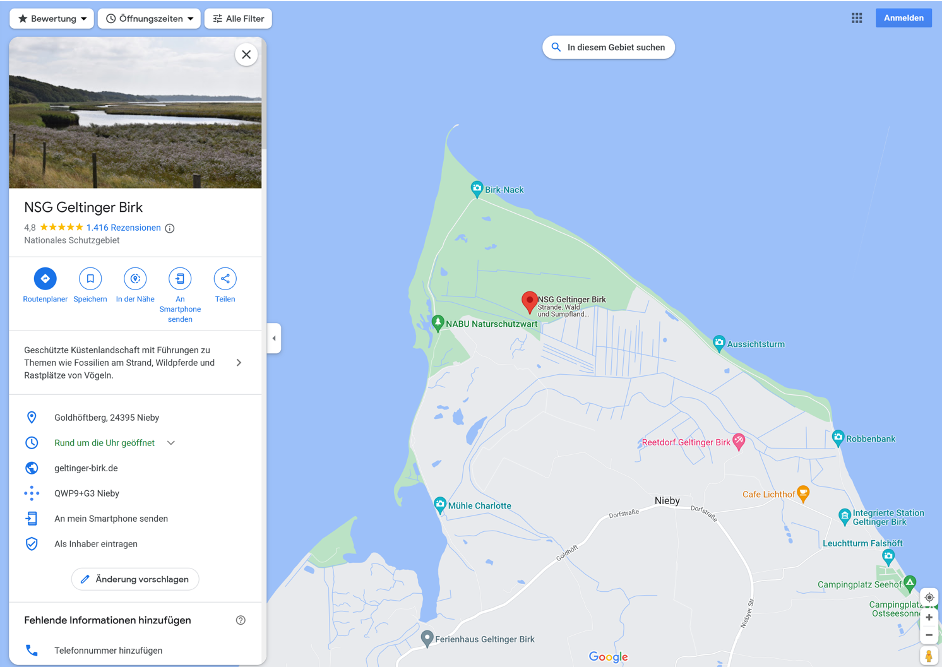 Bewertung
Öffnungszeiten
Alle Filter
Anmelden
In diesem Gebiet suchen
NSG Geltinger Birk
4,8
1.416 Rezensionen
Nationales Schutzgebiet
Routenplaner
Speichern
In der Nähe
An
Smartphone
senden
Teilen
Geschützte Küstenlandschaft mit Führungen zu
Themen wie Fossilien am Strand, Wildpferde und
Rastplätze von Vögeln.
Goldhöftberg, 24395 Nieby
Rund um die Uhr geöffnet
geltinger-birk.de
QWP9+G3 Nieby
An mein Smartphone senden
Als Inhaber eintragen
Änderung vorschlagen
Fehlende Informationen hinzufügen
Telefonnummer hinzufügen
Birk-Nack
NSG Geltinger Birk
Strände, Wald
und Sumpfland...
NABU Naturschutzwart
Aussichtsturm
Robbenbank
Reetdorf Geltinger Birk
Cafe Lichthof
Nieby
Mühle Charlotte
Dorfstraße
Dorfstraße
Integrierte Station
Geltinger Birk
Leuchtturm Falshöft
Goldhöft
Campingplatz Seehof
Campingplatz
Ostseesonne
Niebyer Str
Ferienhaus Geltinger Birk
Google